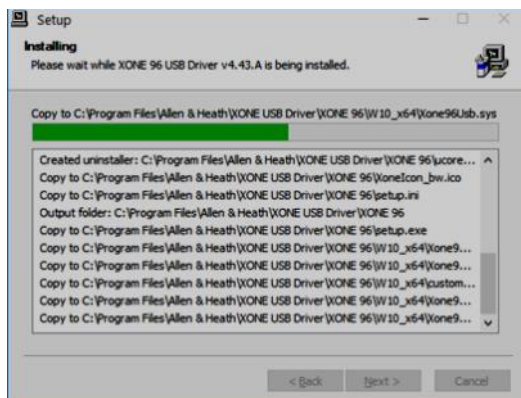 Setup
Installing
Please wait while XONE 96 USB Driver v4.43.A is being installed.
Copy to C:\Program Files\Allen & Heath\XONE USB Driver\XONE 96\W10_x64\Xone96Usb.sys
Created uninstaller: C:\Program Files\Allen & Heath\XONE USB Driver\XONE 96\ucore...
Copy to C:\Program Files\Allen & Heath\XONE USB Driver\XONE 96\XoneIcon_bw.ico
Copy to C:\Program Files\Allen & Heath\XONE USB Driver\XONE 96\setup.ini
Output folder: C:\Program Files\Allen & Heath\XONE USB Driver\XONE 96
Copy to C:\Program Files\Allen & Heath\XONE USB Driver\XONE 96\setup.exe
Copy to C:\Program Files\Allen & Heath\XONE USB Driver\XONE 96\W10_x64\Xone9...
Copy to C:\Program Files\Allen & Heath\XONE USB Driver\XONE 96\W10_x64\Xone9...
Copy to C:\Program Files\Allen & Heath\XONE USB Driver\XONE 96\W10_x64\custom...
Copy to C:\Program Files\Allen & Heath\XONE USB Driver\XONE 96\W10_x64\Xone9...
Copy to C:\Program Files\Allen & Heath\XONE USB Driver\XONE 96\W10_x64\Xone9...
< Back Next > Cancel